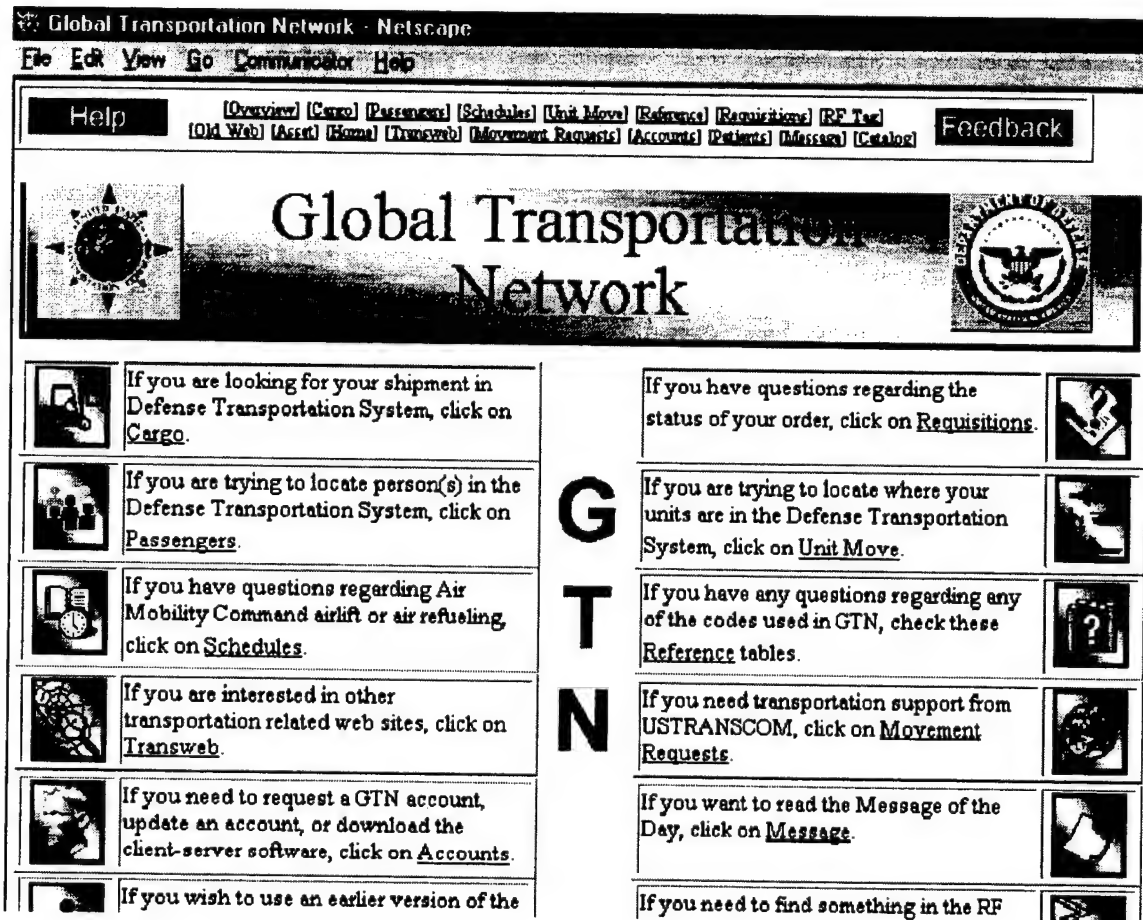 Global Transportation Network - Netscape
File Edit View Go Communicator Help
Help
[Overview] [Cargo] [Passengers] [Schedules] [Unit Move] [Reference] [Requisitions] [RF Tag]
[Old Web] [Asset] [Home] [Transweb] [Movement Requests] [Accounts] [Patients] [Message] [Catalog]
Feedback
Global Transportation
Network
UNITED STATES
DEPARTMENT OF DEFENSE
If you are looking for your shipment in
Defense Transportation System, click on
Cargo.
If you are trying to locate person(s) in the
Defense Transportation System, click on
Passengers.
If you have questions regarding Air
Mobility Command airlift or air refueling,
click on Schedules.
If you are interested in other
transportation related web sites, click on
Transweb.
If you need to request a GTN account,
update an account, or download the
client-server software, click on Accounts.
If you wish to use an earlier version of the
G
T
N
If you have questions regarding the
status of your order, click on Requisitions.
If you are trying to locate where your
units are in the Defense Transportation
System, click on Unit Move.
If you have any questions regarding any
of the codes used in GTN, check these
Reference tables.
If you need transportation support from
USTRANSCOM, click on Movement
Requests.
If you want to read the Message of the
Day, click on Message.
If you need to find something in the RF